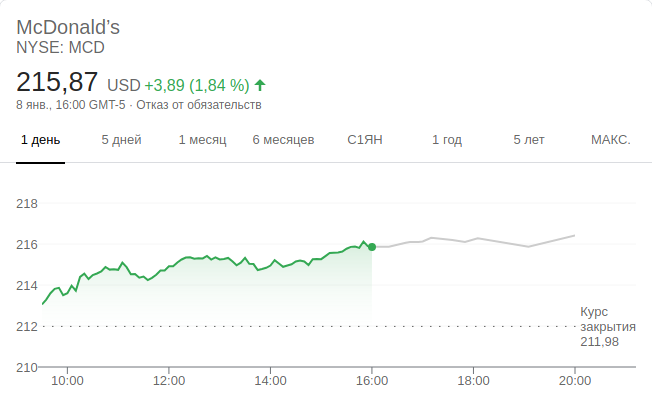 McDonald’s
NYSE: MCD
215,87 USD +3,89 (1,84 %)
8 янв., 16:00 GMT-5 · Отказ от обязательств
1 день 5 дней 1 месяц 6 месяцев С1ЯН 1 год 5 лет МАКС.
218
216
214
212
210
Курс
закрытия
211,98
10:00 12:00 14:00 16:00 18:00 20:00